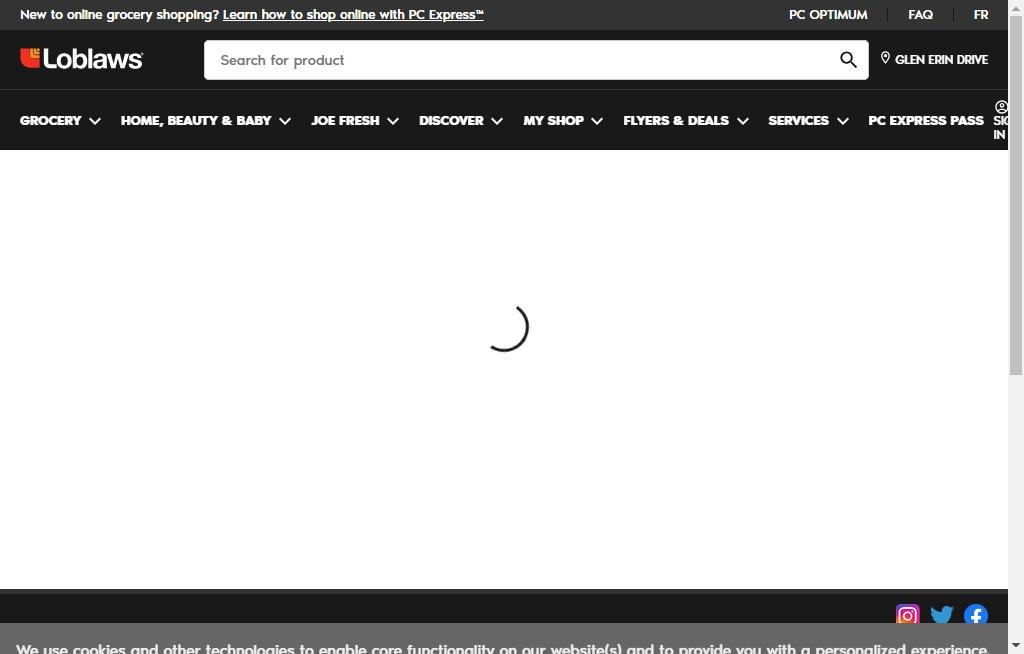 New to online grocery shopping? Learn how to shop online with PC Express™
PC OPTIMUM
FAQ
FR
Loblaws
Search for product
GLEN ERIN DRIVE
GROCERY
HOME, BEAUTY & BABY
JOE FRESH
DISCOVER
MY SHOP
FLYERS & DEALS
SERVICES
PC EXPRESS PASS
SIG
IN
We use cookies and other technologies to enable core functionality on our website(s) and to provide you with a personalized experience.